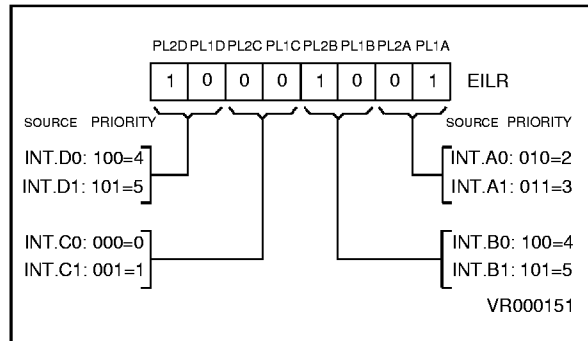 PL2D PL1D PL2C PL1C PL2B PL1B PL2A PL1A
1 0 0 0 1 0 0 1 EILR
SOURCE PRIORITY SOURCE PRIORITY
INT.D0: 100=4 INT.A0: 010=2
INT.D1: 101=5 INT.A1: 011=3
INT.C0: 000=0 INT.B0: 100=4
INT.C1: 001=1 INT.B1: 101=5
VR000151